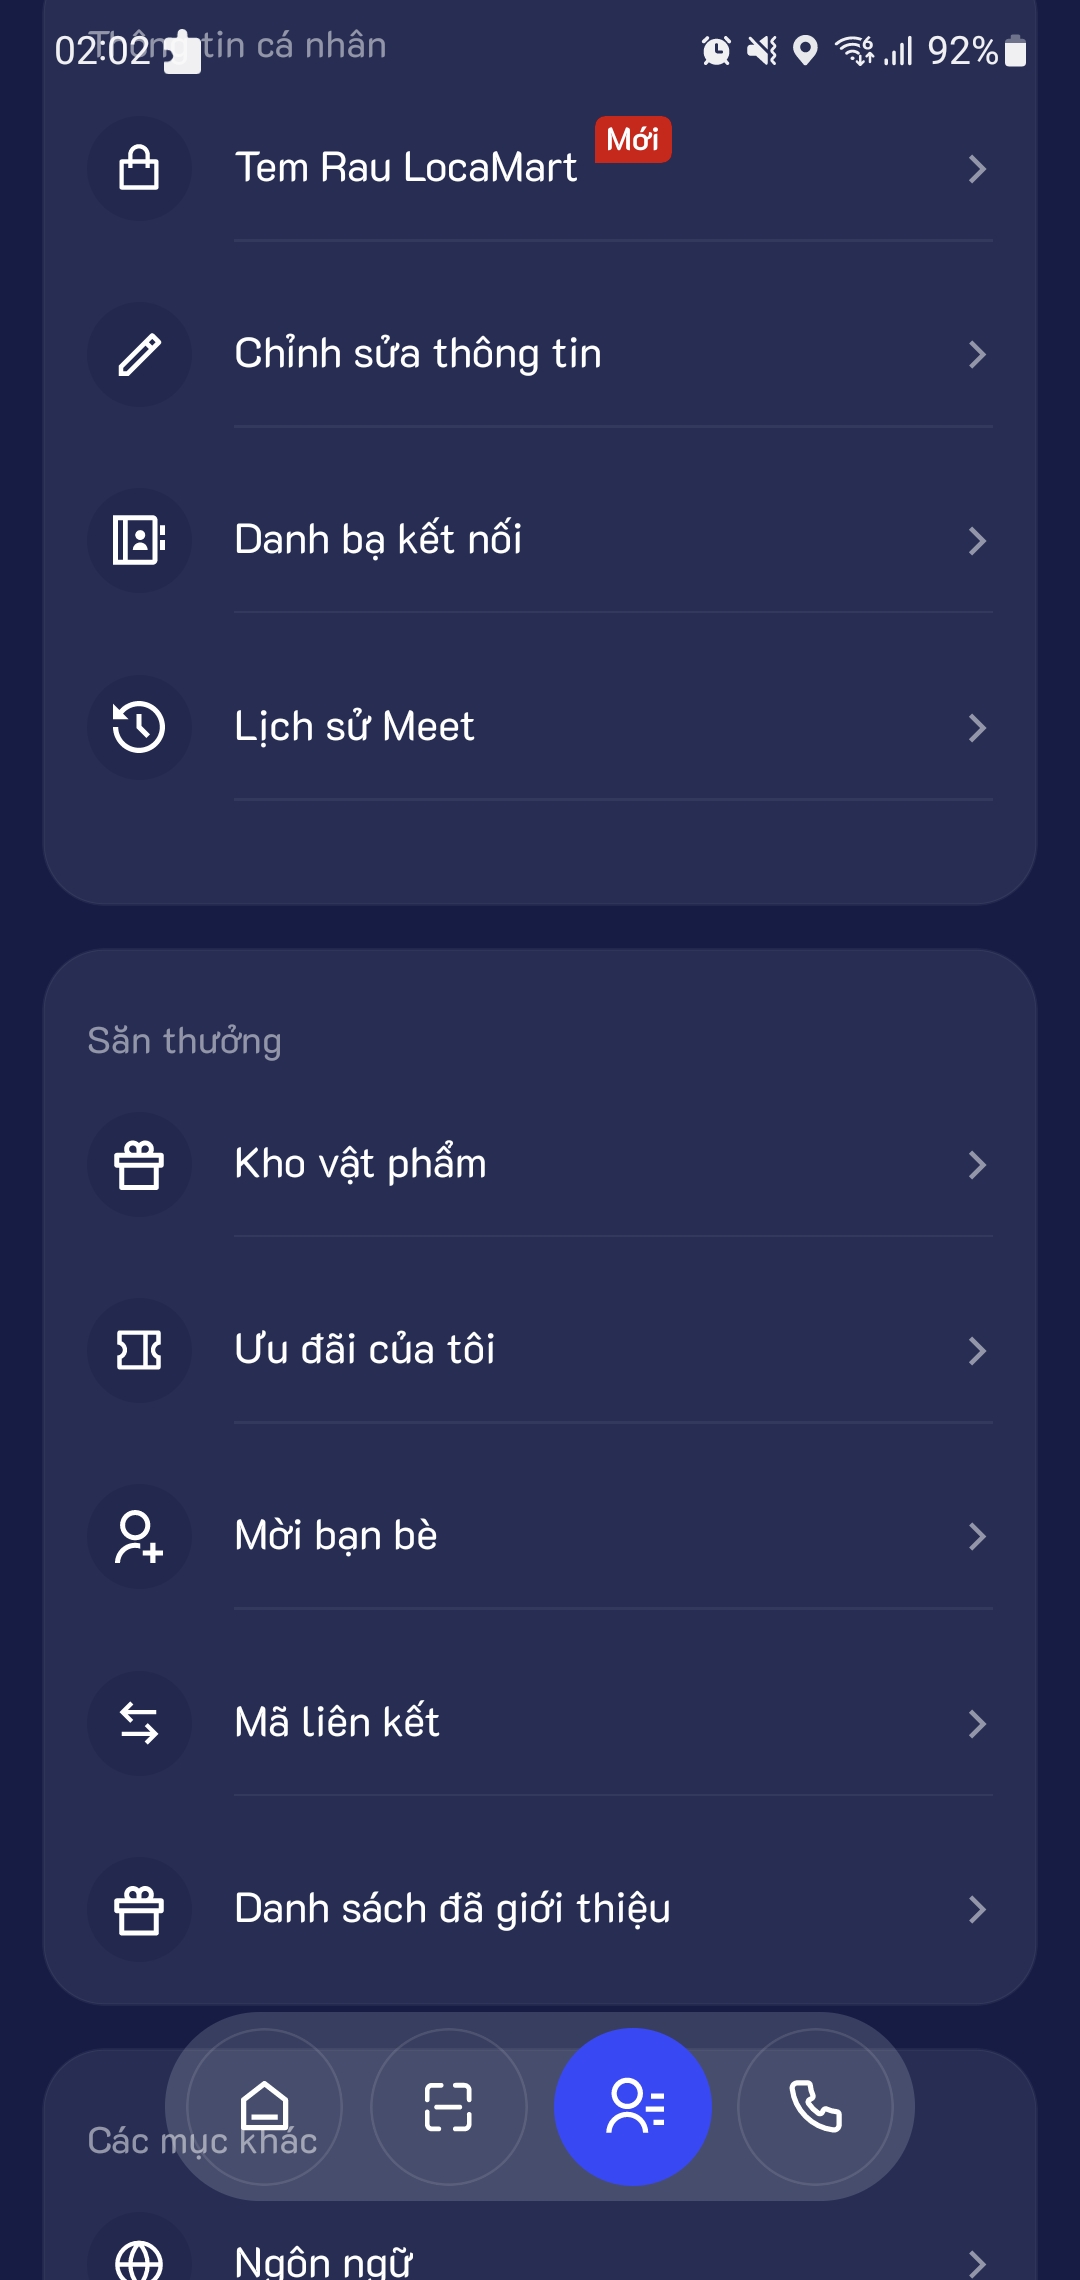 02:02
92%
Thông tin cá nhân
Tem Rau LocaMart
Mới
Chỉnh sửa thông tin
Danh bạ kết nối
Lịch sử Meet
Săn thưởng
Kho vật phẩm
Ưu đãi của tôi
Mời bạn bè
Mã liên kết
Danh sách đã giới thiệu
Các mục khác
Ngôn ngữ